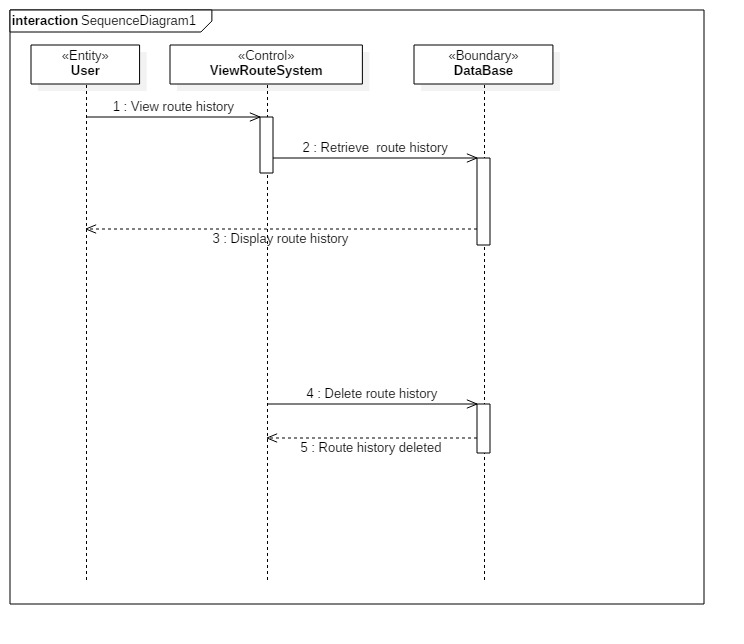 interaction SequenceDiagram1
«Entity»
User
«Control»
ViewRouteSystem
«Boundary»
DataBase
1 : View route history
2 : Retrieve  route history
3 : Display route history
4 : Delete route history
5 : Route history deleted